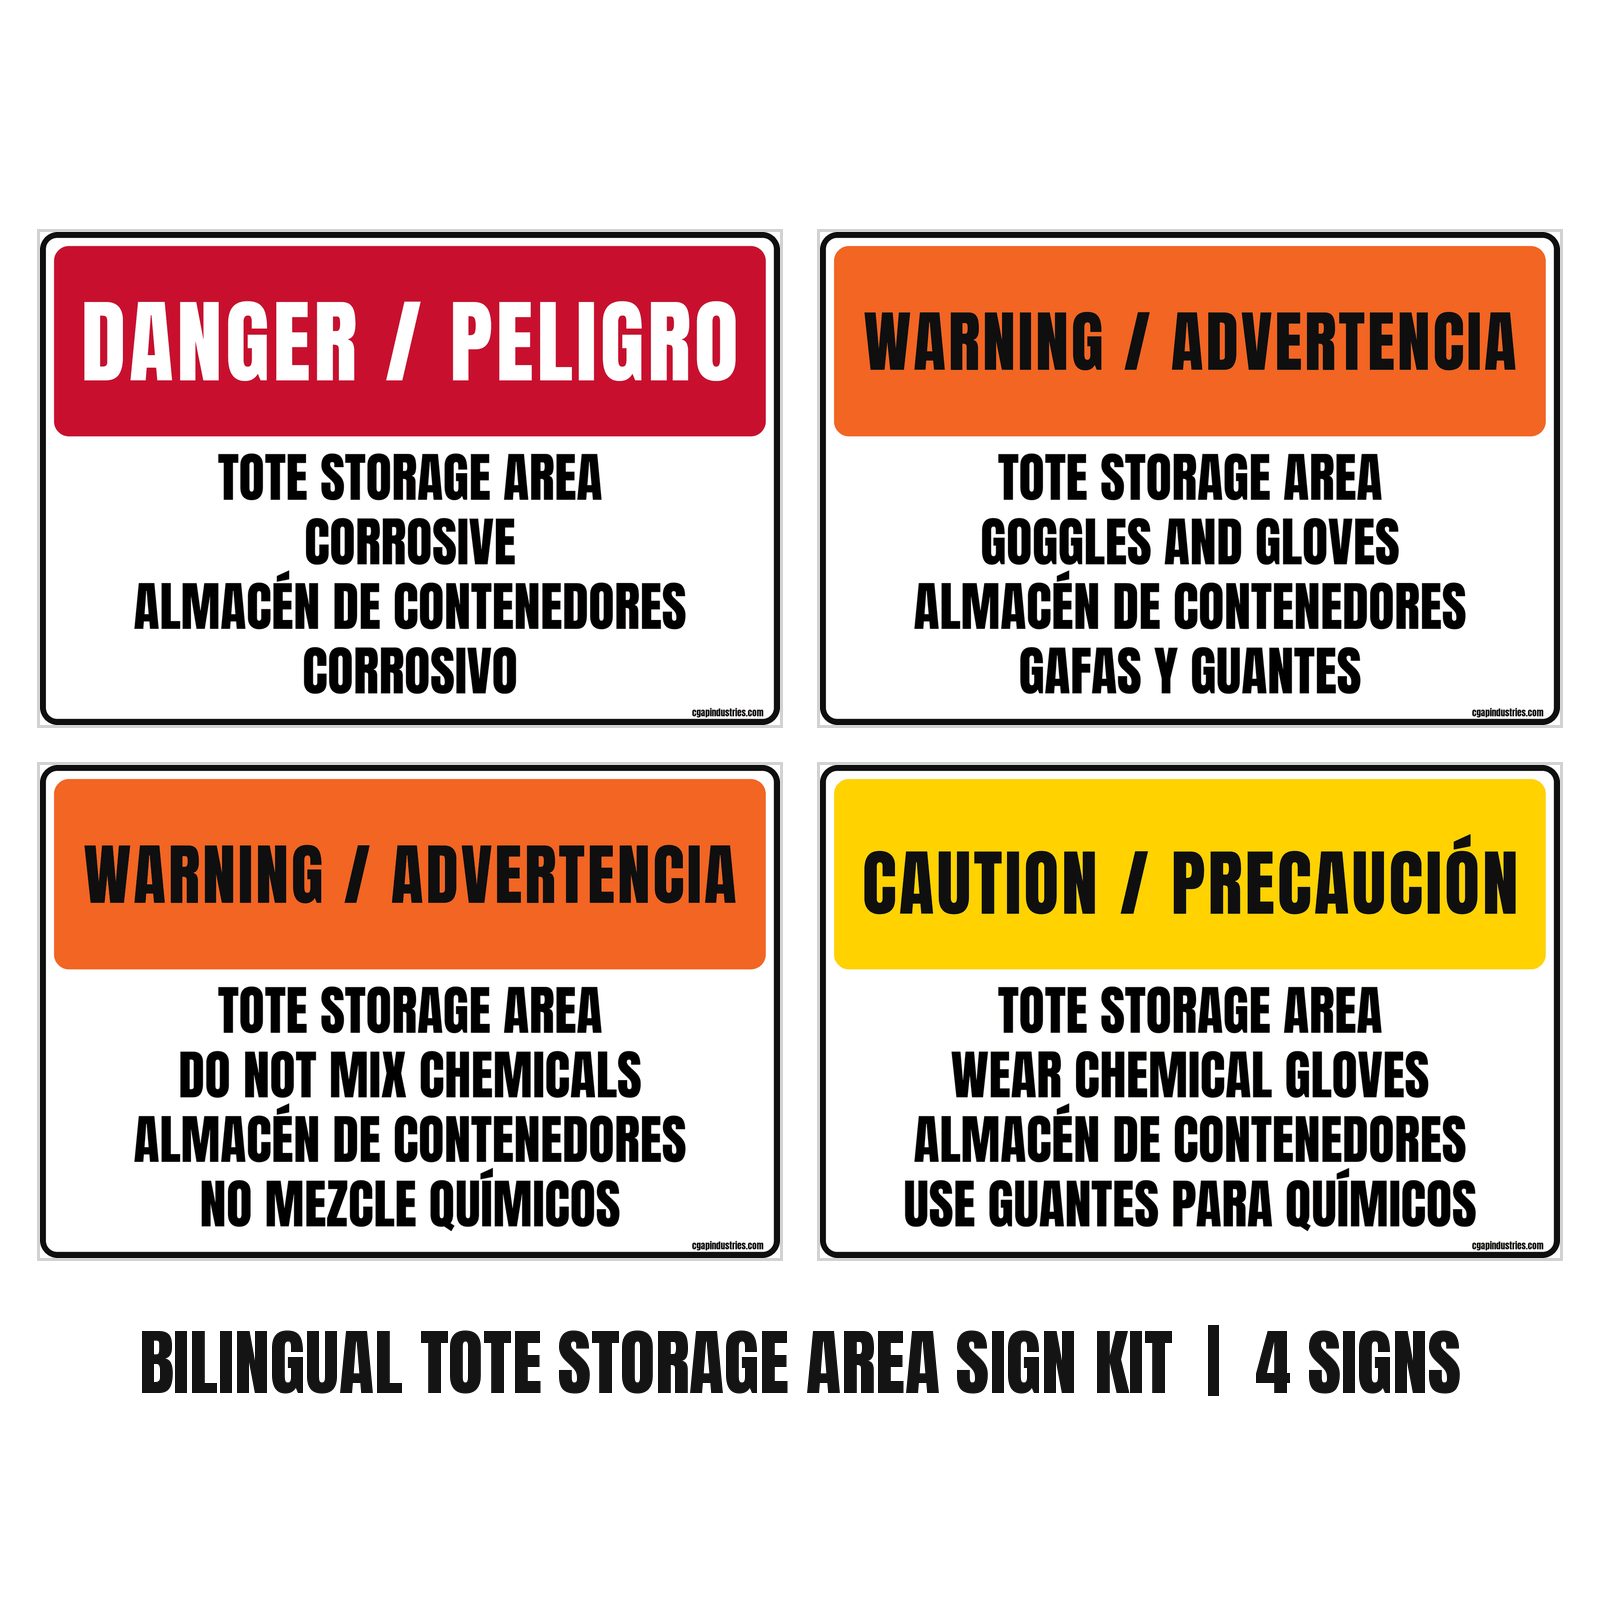 DANGER / PELIGRO
TOTE STORAGE AREA
CORROSIVE
ALMACÉN DE CONTENEDORES
CORROSIVO
cgapindustries.com
WARNING / ADVERTENCIA
TOTE STORAGE AREA
GOGGLES AND GLOVES
ALMACÉN DE CONTENEDORES
GAFAS Y GUANTES
cgapindustries.com
WARNING / ADVERTENCIA
TOTE STORAGE AREA
DO NOT MIX CHEMICALS
ALMACÉN DE CONTENEDORES
NO MEZCLE QUÍMICOS
cgapindustries.com
CAUTION / PRECAUCIÓN
TOTE STORAGE AREA
WEAR CHEMICAL GLOVES
ALMACÉN DE CONTENEDORES
USE GUANTES PARA QUÍMICOS
cgapindustries.com
BILINGUAL TOTE STORAGE AREA SIGN KIT | 4 SIGNS